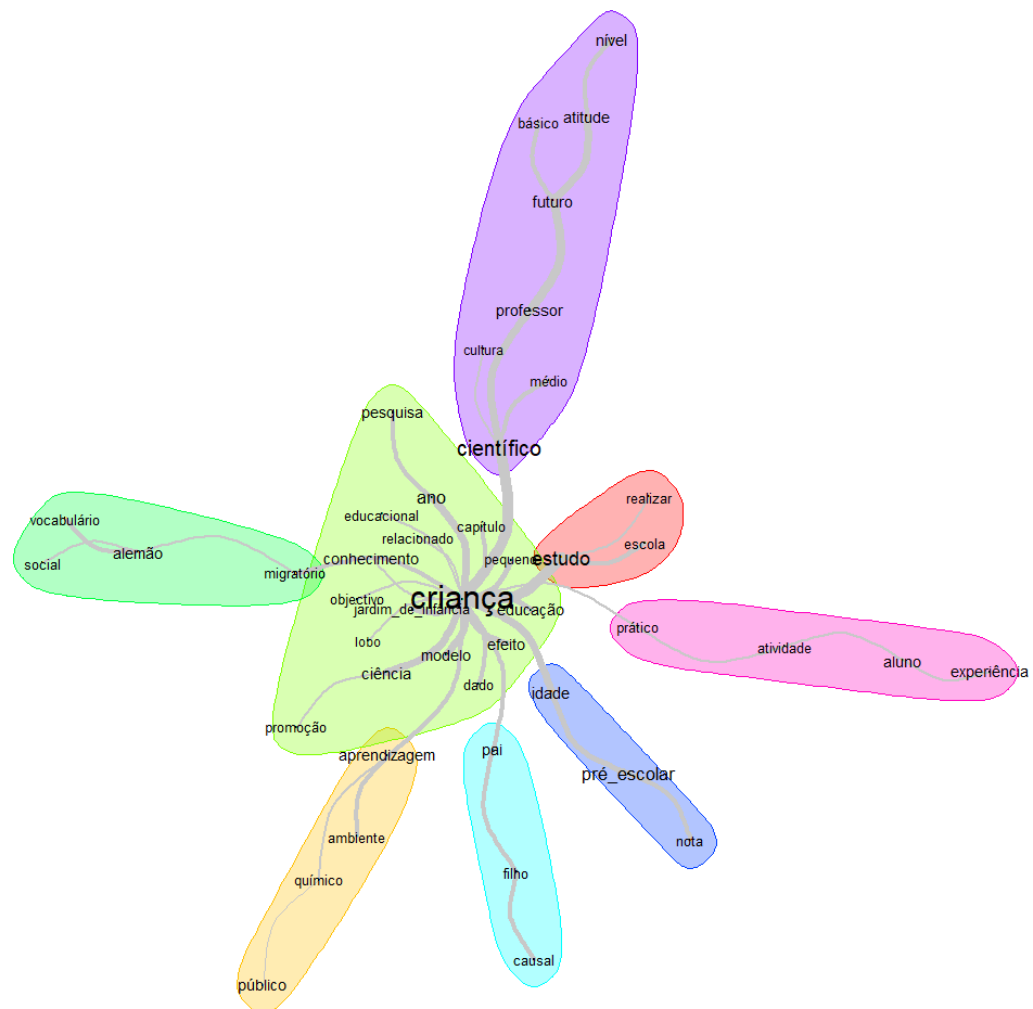 nível
básico
atitude
futuro
professor
cultura
médio
científico
pesquisa
ano
educacional
capítulo
relacionado
conhecimento
pequeno
criança
objectivo
jardim_de_infância
educação
lobo
modelo
efeito
ciência
dado
promoção
vocabulário
alemão
social
migratório
realizar
escola
estudo
prático
atividade
aluno
experiência
idade
pré_escolar
nota
pai
filho
causal
aprendizagem
ambiente
químico
público